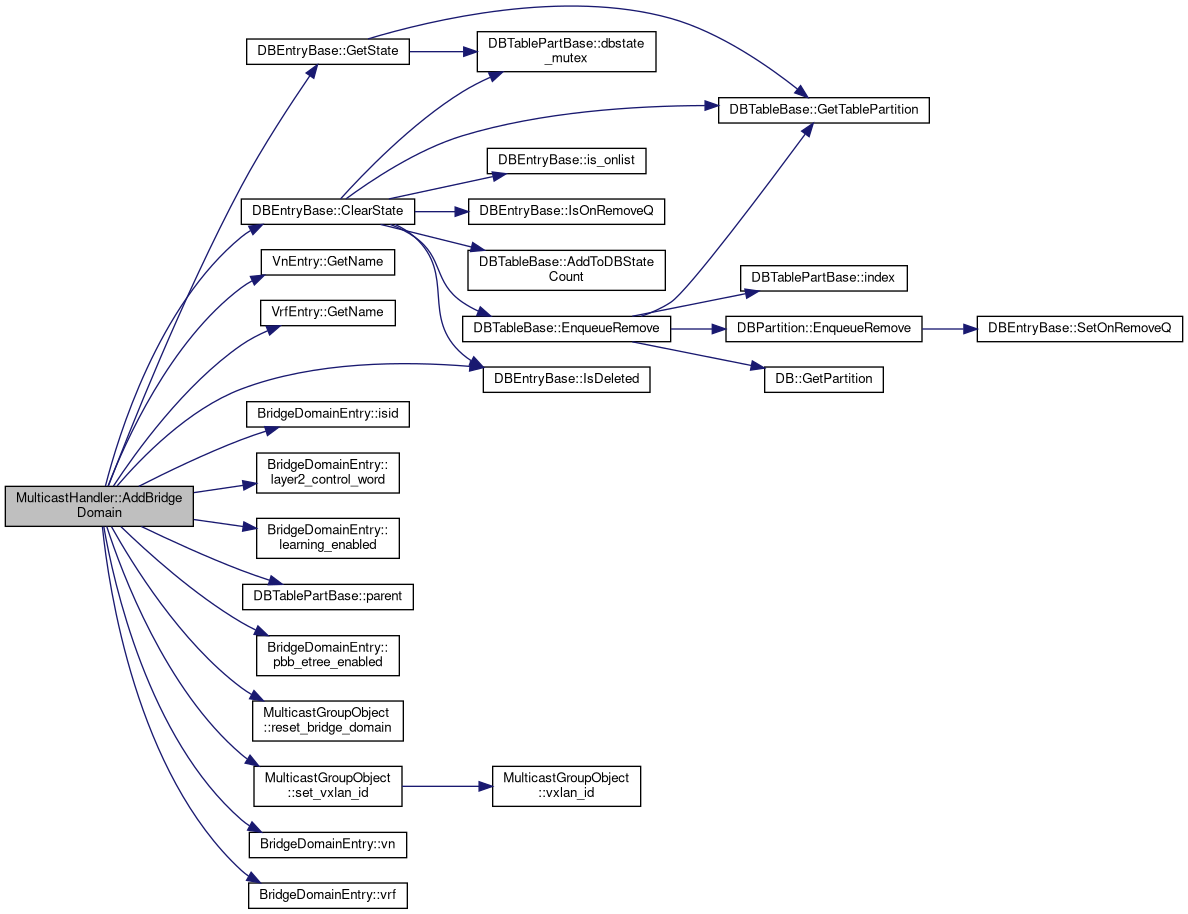 MulticastHandler::AddBridge
Domain
DBEntryBase::GetState
DBTablePartBase::dbstate
_mutex
DBTableBase::GetTablePartition
DBEntryBase::is_onlist
DBEntryBase::ClearState
DBEntryBase::IsOnRemoveQ
DBTableBase::AddToDBState
Count
VnEntry::GetName
DBTablePartBase::index
VrfEntry::GetName
DBTableBase::EnqueueRemove
DBPartition::EnqueueRemove
DBEntryBase::SetOnRemoveQ
DBEntryBase::IsDeleted
DB::GetPartition
BridgeDomainEntry::isid
BridgeDomainEntry::
layer2_control_word
BridgeDomainEntry::
learning_enabled
DBTablePartBase::parent
BridgeDomainEntry::
pbb_etree_enabled
MulticastGroupObject
::reset_bridge_domain
MulticastGroupObject
::set_vxlan_id
MulticastGroupObject
::vxlan_id
BridgeDomainEntry::vn
BridgeDomainEntry::vrf